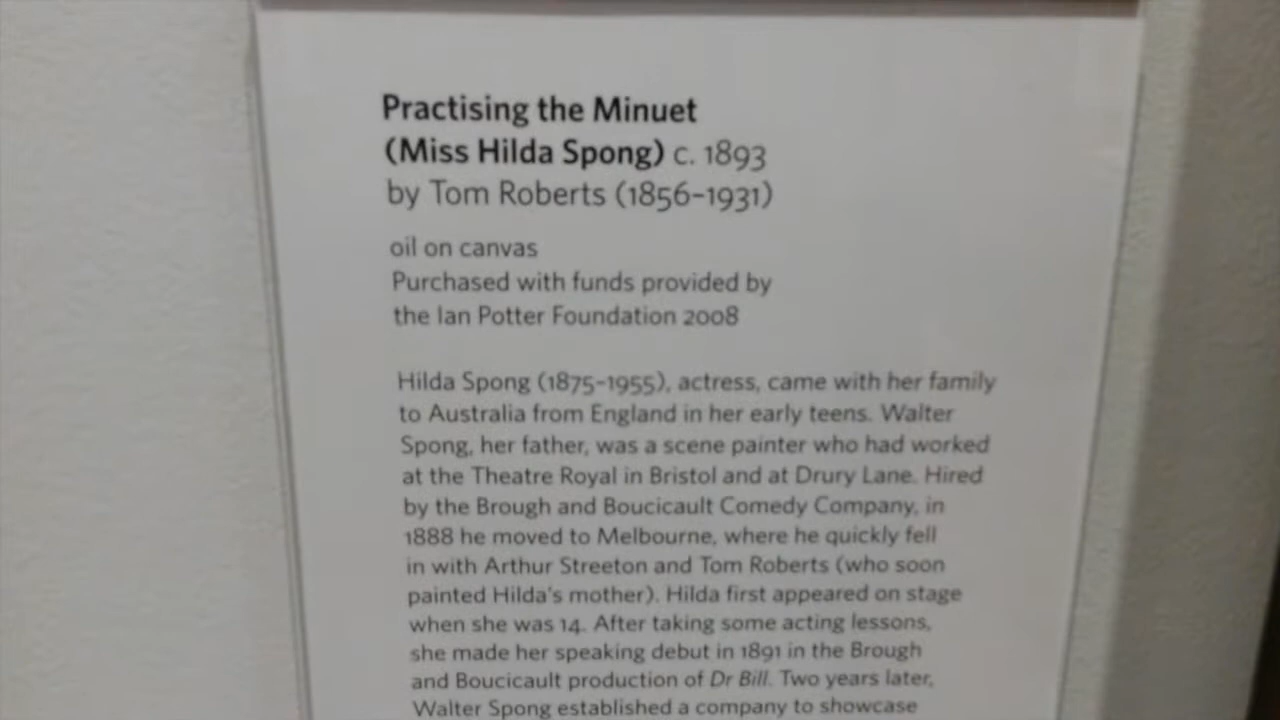 Practising the Minuet
(Miss Hilda Spong) c. 1893
by Tom Roberts (1856–1931)
oil on canvas
Purchased with funds provided by
the Ian Potter Foundation 2008
Hilda Spong (1875–1955), actress, came with her family
to Australia from England in her early teens. Walter
Spong, her father, was a scene painter who had worked
at the Theatre Royal in Bristol and at Drury Lane. Hired
by the Brough and Boucicault Comedy Company, in
1888 he moved to Melbourne, where he quickly fell
in with Arthur Streeton and Tom Roberts (who soon
painted Hilda's mother). Hilda first appeared on stage
when she was 14. After taking some acting lessons,
she made her speaking debut in 1891 in the Brough
and Boucicault production of Dr Bill. Two years later,
Walter Spong established a company to showcase